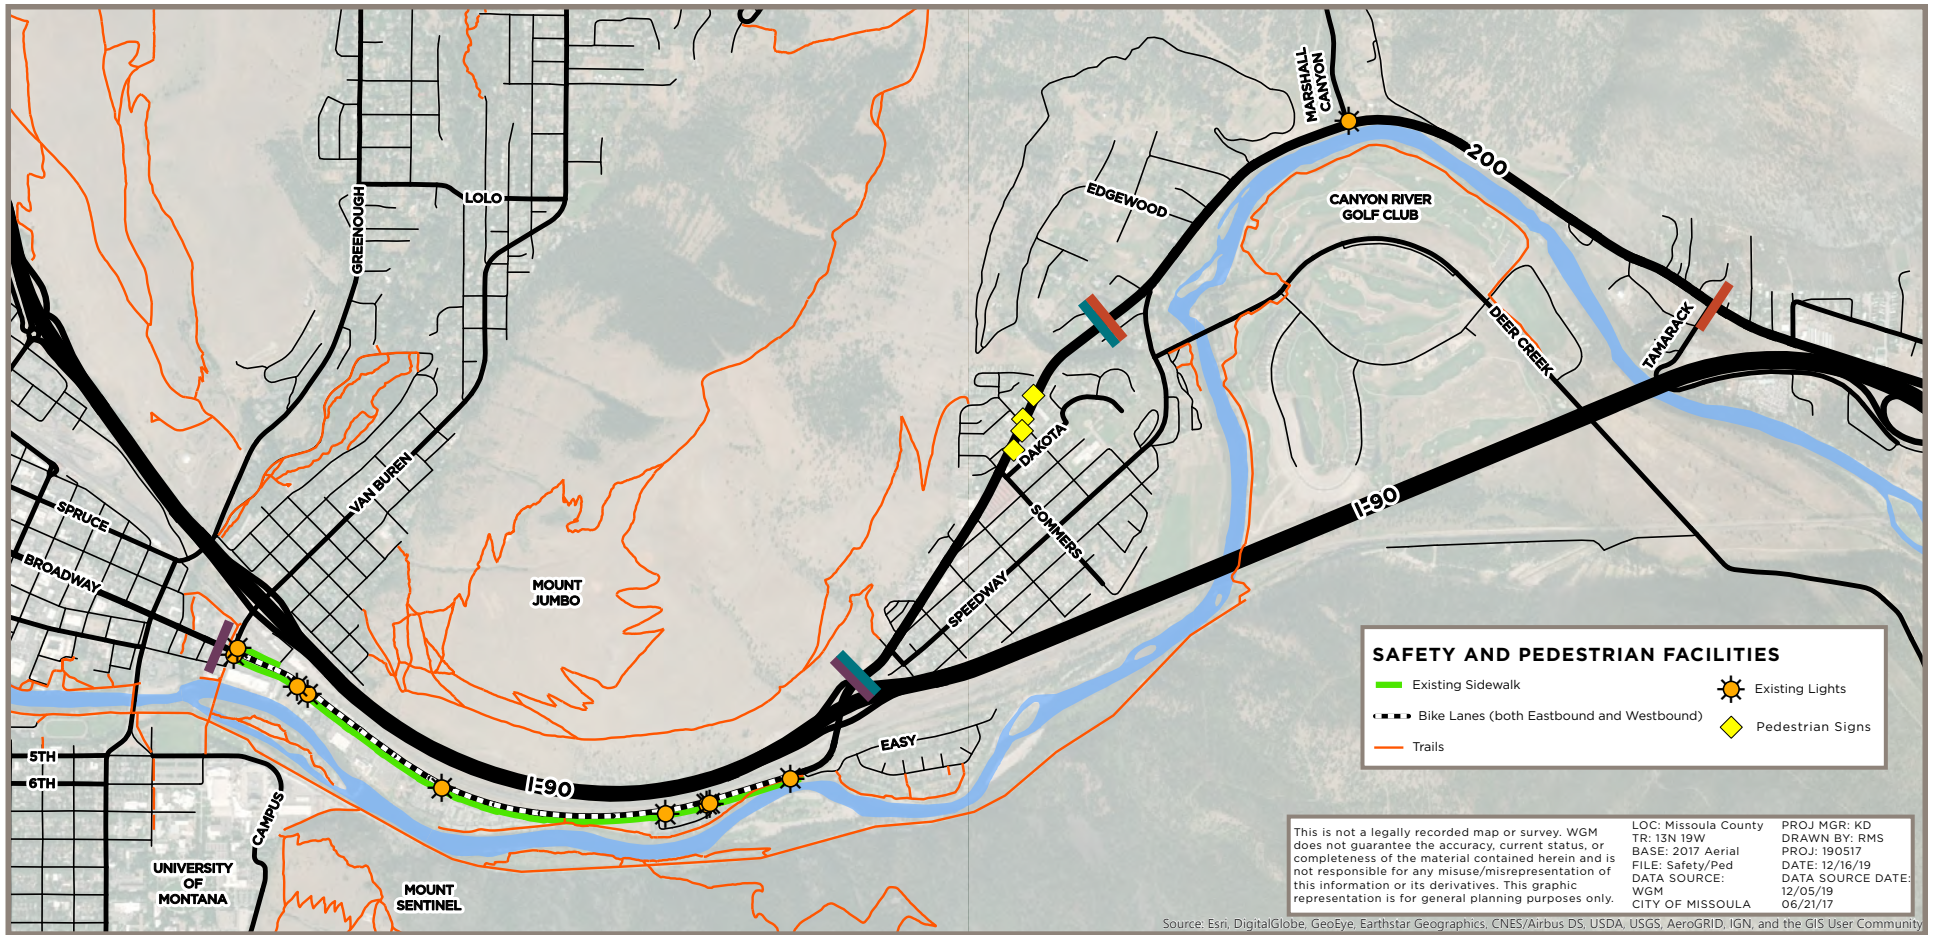 MARSHALL
CANYON
200
LOLO
GREENOUGH
EDGEWOOD
CANYON RIVER
GOLF CLUB
DEER CREEK
TAMARACK
DAKOTA
VAN BUREN
SPRUCE
BROADWAY
SOMMERS
I-90
MOUNT
JUMBO
SPEEDWAY
EASY
I-90
5TH
6TH
CAMPUS
UNIVERSITY
OF
MONTANA
MOUNT
SENTINEL
SAFETY AND PEDESTRIAN FACILITIES
Existing Sidewalk
Bike Lanes (both Eastbound and Westbound)
Trails
Existing Lights
Pedestrian Signs
This is not a legally recorded map or survey. WGM
does not guarantee the accuracy, current status, or
completeness of the material contained herein and is
not responsible for any misuse/misrepresentation of
this information or its derivatives. This graphic
representation is for general planning purposes only.
LOC: Missoula County
TR: 13N 19W
BASE: 2017 Aerial
FILE: Safety/Ped
DATA SOURCE:
WGM
CITY OF MISSOULA
PROJ MGR: KD
DRAWN BY: RMS
PROJ: 190517
DATE: 12/16/19
DATA SOURCE DATE:
12/05/19
06/21/17
Source: Esri, DigitalGlobe, GeoEye, Earthstar Geographics, CNES/Airbus DS, USDA, USGS, AeroGRID, IGN, and the GIS User Community